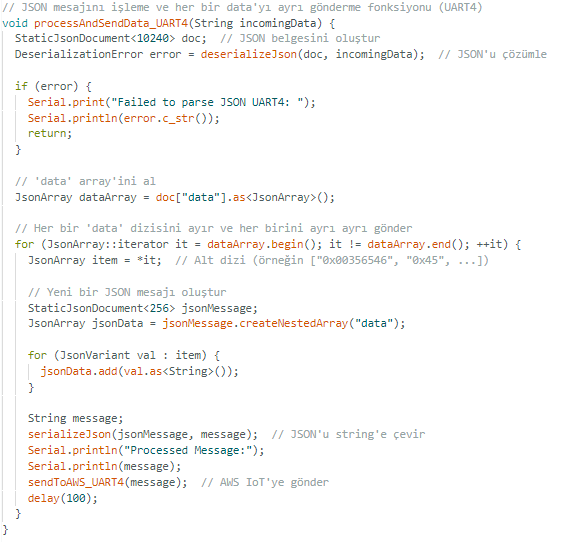 // JSON mesajını işleme ve her bir data'yı ayrı gönderme fonksiyonu (UART4)
void processAndSendData_UART4(String incomingData) {
  StaticJsonDocument<10240> doc;  // JSON belgesini oluştur
  DeserializationError error = deserializeJson(doc, incomingData);  // JSON'u çözümle

  if (error) {
    Serial.print("Failed to parse JSON UART4: ");
    Serial.println(error.c_str());
    return;
  }

  // 'data' array'ini al
  JsonArray dataArray = doc["data"].as<JsonArray>();

  // Her bir 'data' dizisini ayır ve her birini ayrı ayrı gönder
  for (JsonArray::iterator it = dataArray.begin(); it != dataArray.end(); ++it) {
    JsonArray item = *it;  // Alt dizi (örneğin ["0x00356546", "0x45", ...])

    // Yeni bir JSON mesajı oluştur
    StaticJsonDocument<256> jsonMessage;
    JsonArray jsonData = jsonMessage.createNestedArray("data");

    for (JsonVariant val : item) {
      jsonData.add(val.as<String>());
    }

    String message;
    serializeJson(jsonMessage, message);  // JSON'u string'e çevir
    Serial.println("Processed Message:");
    Serial.println(message);
    sendToAWS_UART4(message);  // AWS IoT'ye gönder
    delay(100);
  }
}